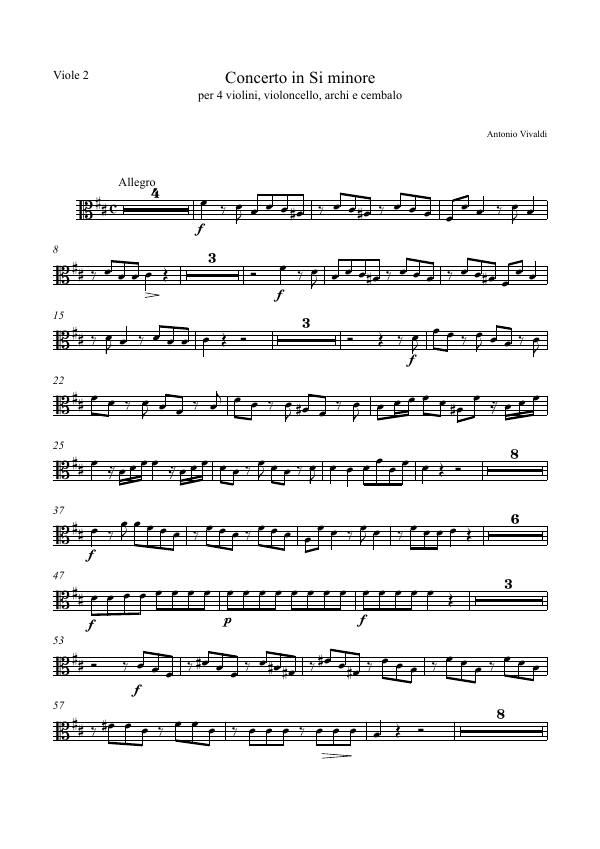 Viole 2
Concerto in Si minore
per 4 violini, violoncello, archi e cembalo
Antonio Vivaldi
Allegro
4
f
8
3
f
15
3
f
22
25
8
37
6
f
47
3
f p f
53
f
57
8